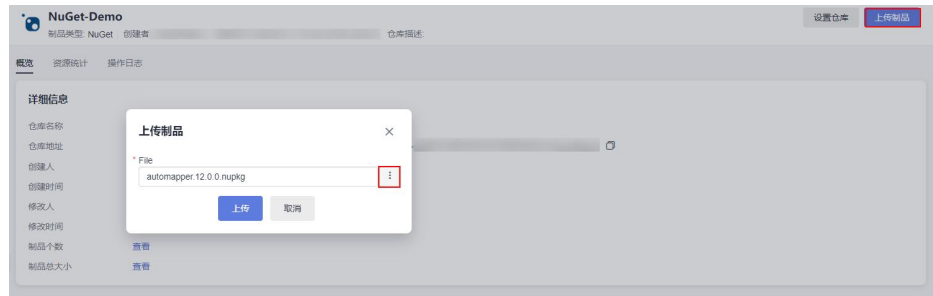 NuGet-Demo
设置仓库 上传制品
制品类型: NuGet 创建者 仓库描述:
概览 资源统计 操作日志
详细信息
仓库名称
仓库地址
创建人
创建时间
修改人
修改时间
制品个数 查看
制品总大小 查看
上传制品
* File
automapper.12.0.0.nupkg
上传 取消